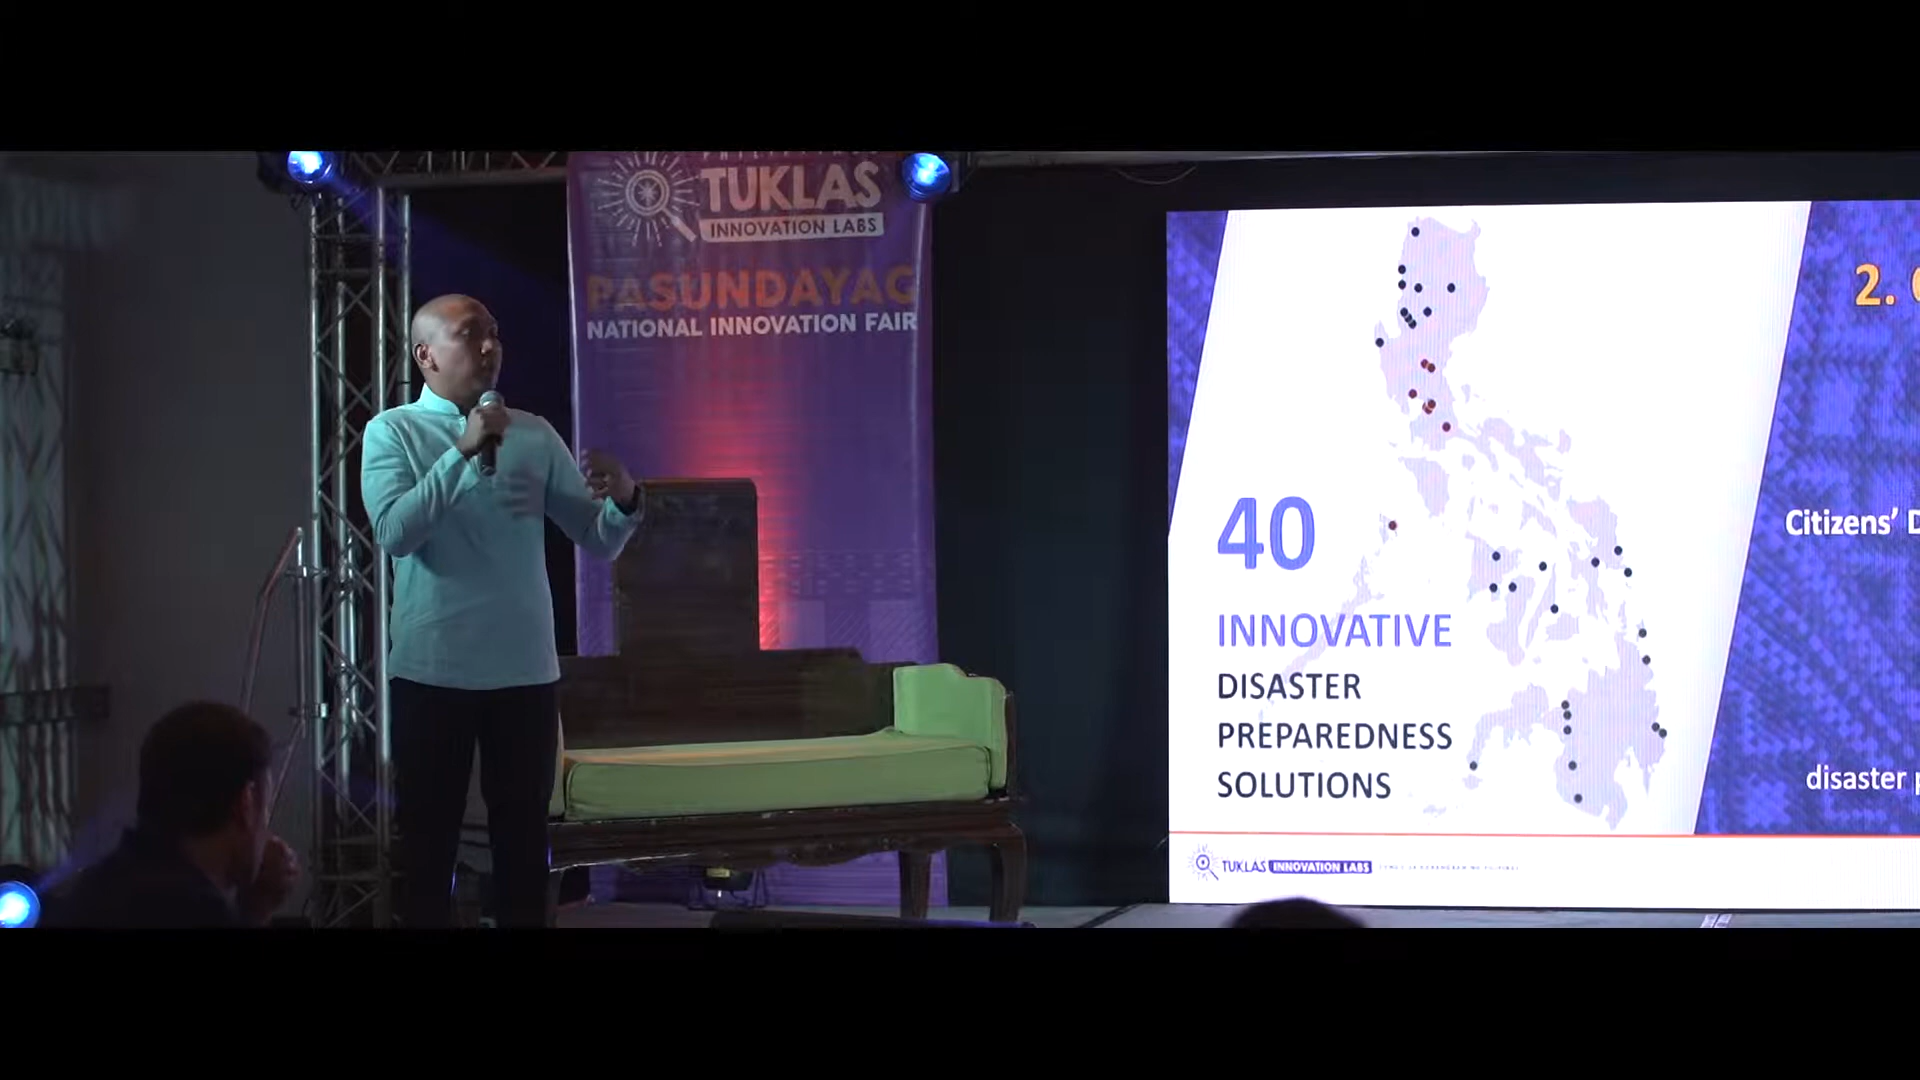 TUKLAS
INNOVATION LABS
PASUNDAYAG
NATIONAL INNOVATION FAIR
40
INNOVATIVE
DISASTER
PREPAREDNESS
SOLUTIONS
2.
Citizens’
disaster
TUKLAS INNOVATION LABS